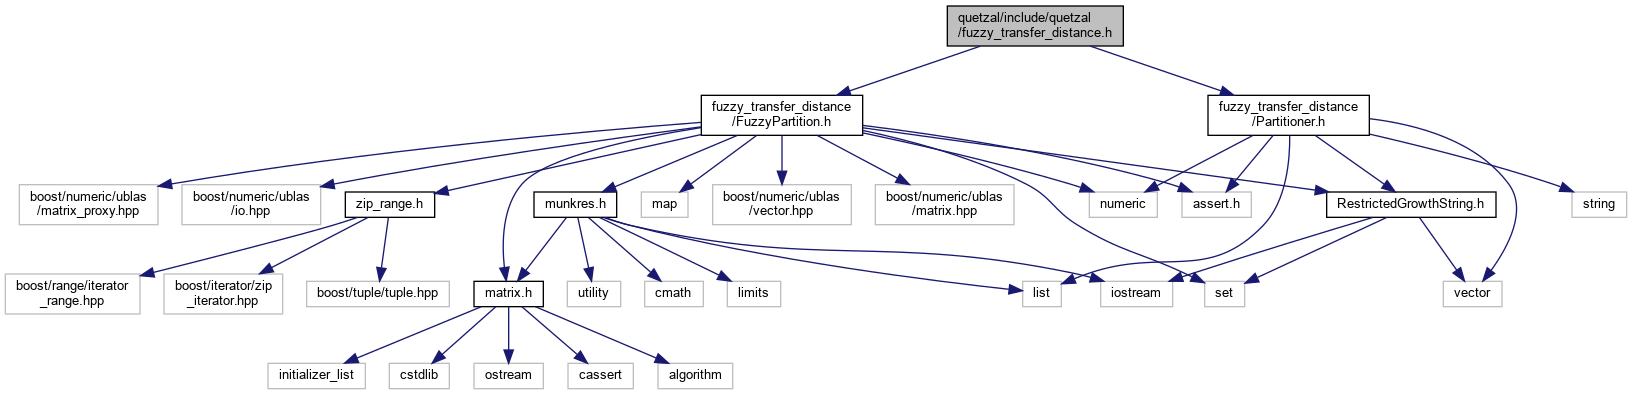 quetzal/include/quetzal
/fuzzy_transfer_distance.h
fuzzy_transfer_distance
/FuzzyPartition.h
fuzzy_transfer_distance
/Partitioner.h
boost/numeric/ublas
/matrix_proxy.hpp
boost/numeric/ublas
/io.hpp
zip_range.h
munkres.h
map
boost/numeric/ublas
/vector.hpp
boost/numeric/ublas
/matrix.hpp
numeric
assert.h
RestrictedGrowthString.h
string
boost/range/iterator
_range.hpp
boost/iterator/zip
_iterator.hpp
boost/tuple/tuple.hpp
matrix.h
utility
cmath
limits
list
iostream
set
vector
initializer_list
cstdlib
ostream
cassert
algorithm